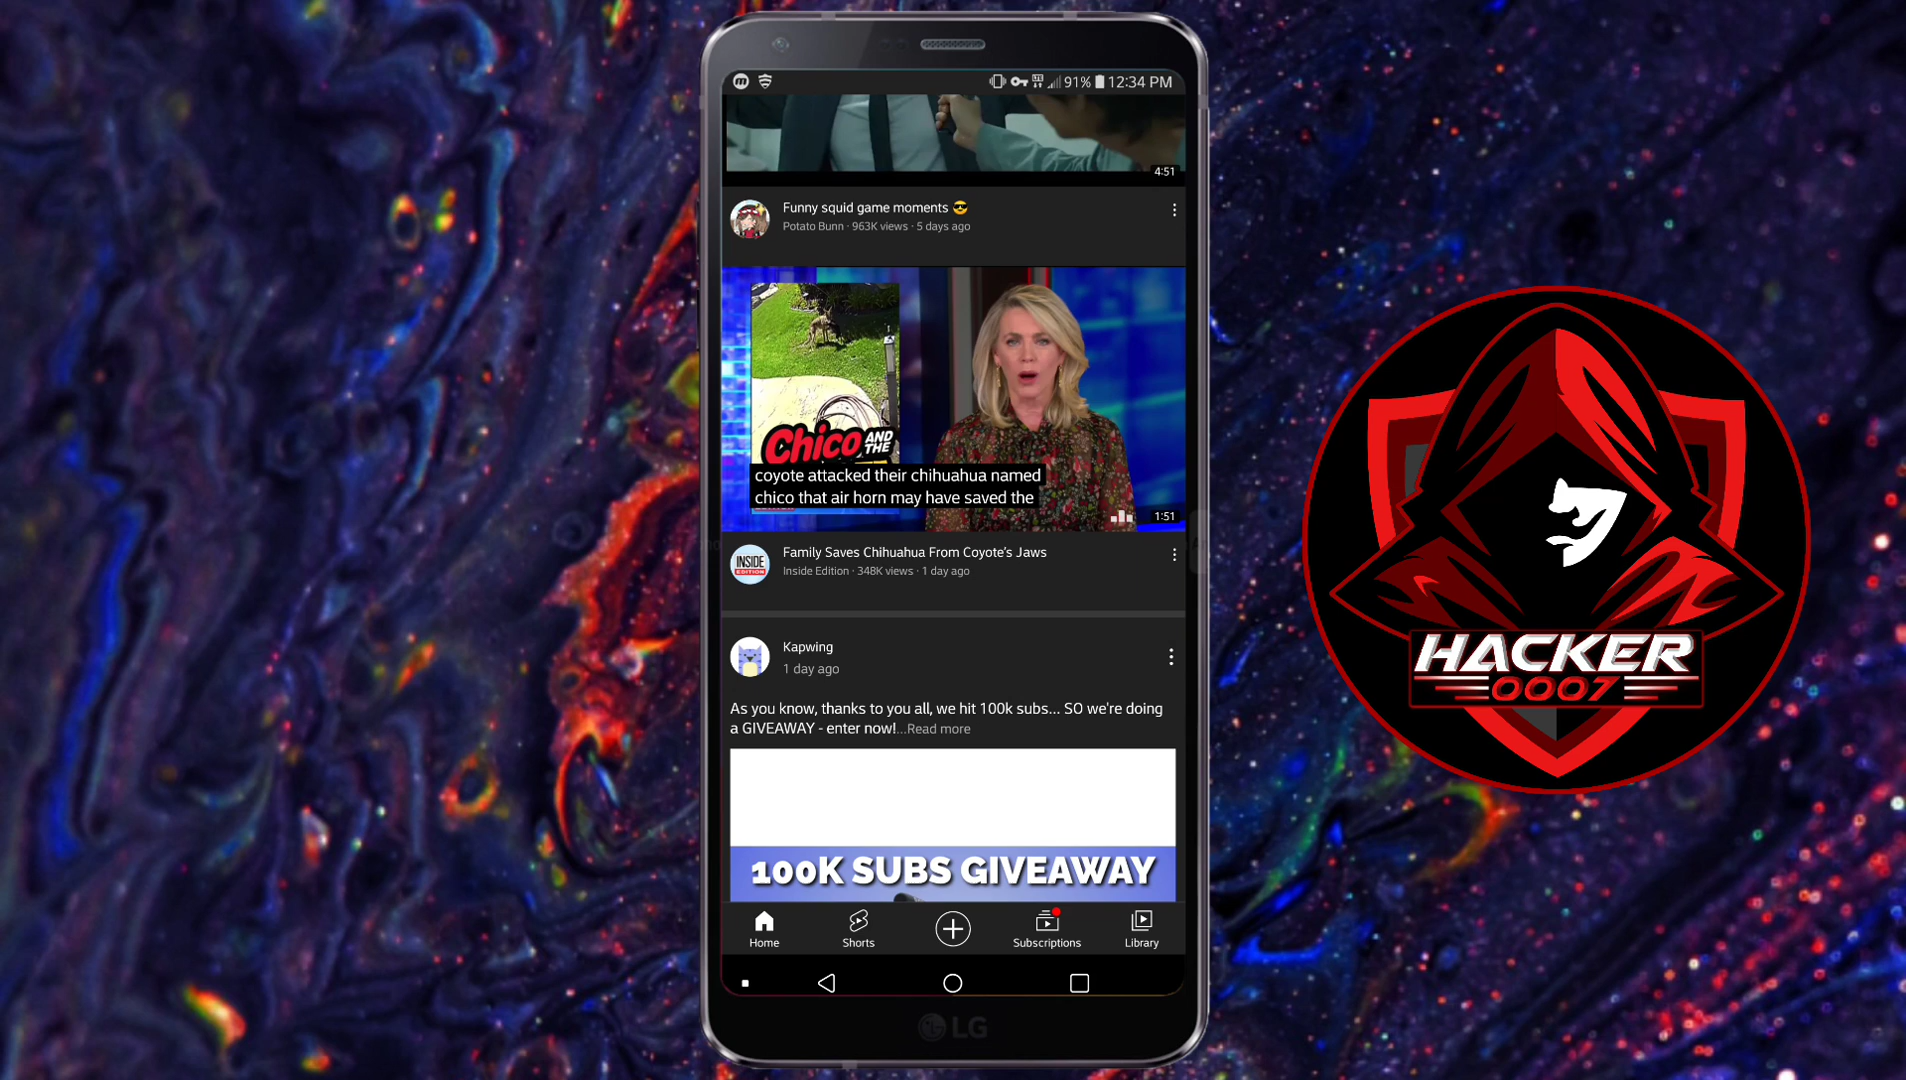 91% 12:34 PM
4:51
Funny squid game moments 😎
Potato Bunn · 963K views · 5 days ago
Chico AND THE
coyote attacked their chihuahua named
chico that air horn may have saved the
1:51
INSIDE EDITION
Family Saves Chihuahua From Coyote's Jaws
Inside Edition · 348K views · 1 day ago
Kapwing
1 day ago
As you know, thanks to you all, we hit 100k subs... SO we're doing
a GIVEAWAY - enter now!...Read more
100K SUBS GIVEAWAY
Home
Shorts
Subscriptions
Library
LG
HACKER
0007